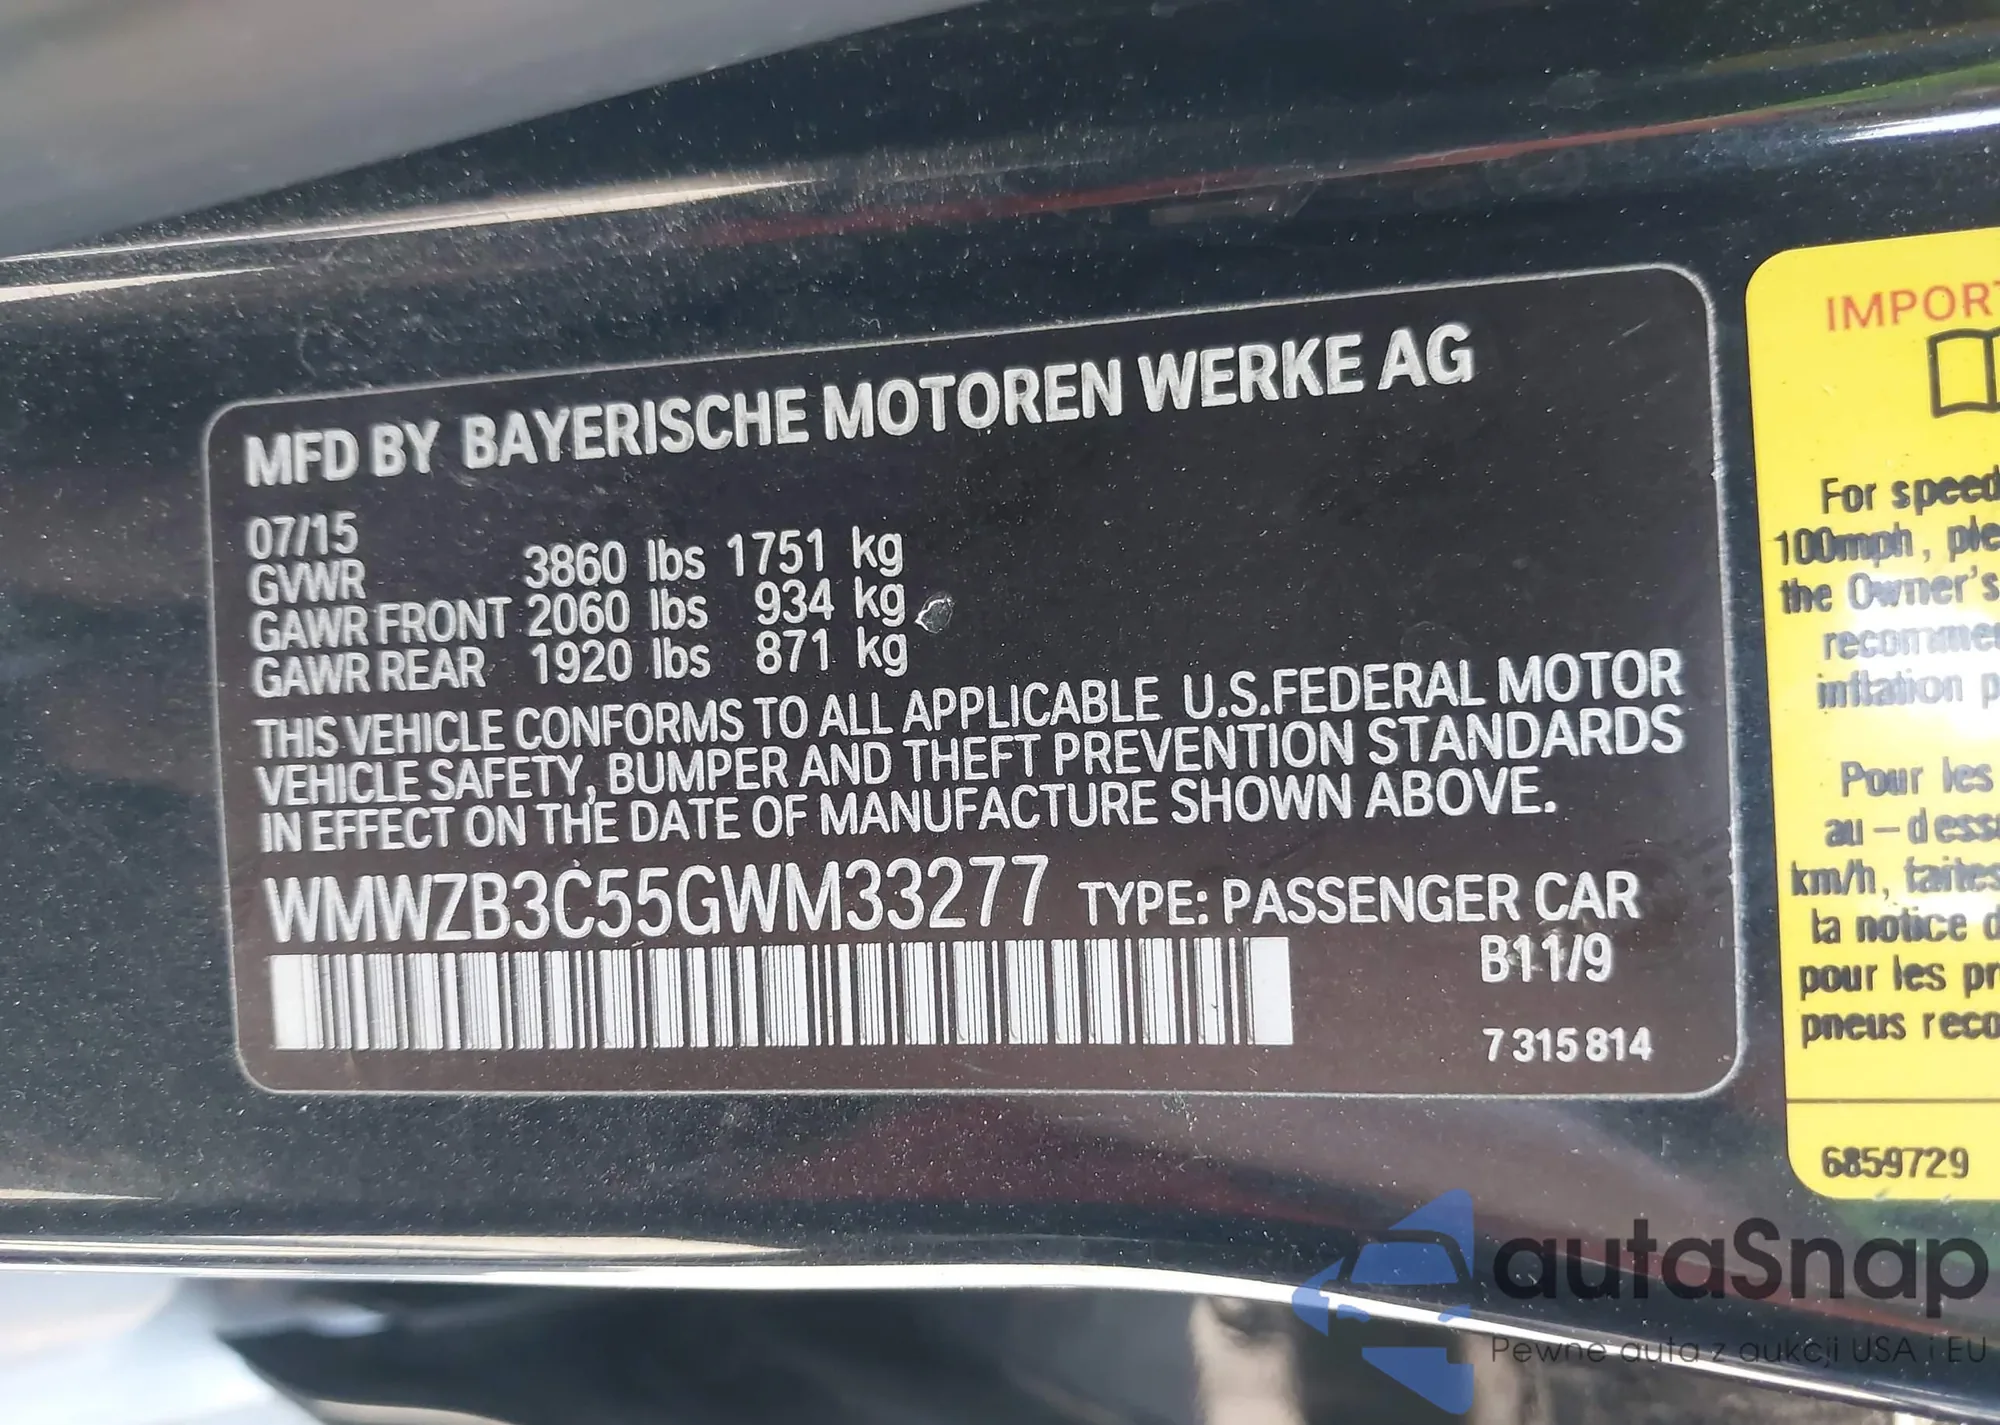 MFD BY BAYERISCHE MOTOREN WERKE AG
07/15
GVWR 3860 lbs 1751 kg
GAWR FRONT 2060 lbs 934 kg
GAWR REAR 1920 lbs 871 kg
THIS VEHICLE CONFORMS TO ALL APPLICABLE U.S.FEDERAL MOTOR
VEHICLE SAFETY, BUMPER AND THEFT PREVENTION STANDARDS
IN EFFECT ON THE DATE OF MANUFACTURE SHOWN ABOVE.
WMWZB3C55GWM33277 TYPE: PASSENGER CAR
B11/9
7 315 814
IMPORT
For speed
100mph, ple
the Owner's
recommen
inflation p
Pour les
au-dess
km/h, faites
la notice d
pour les pr
pneus reco
6859729
autaSnap
Pewne auta z aukcji USA i EU